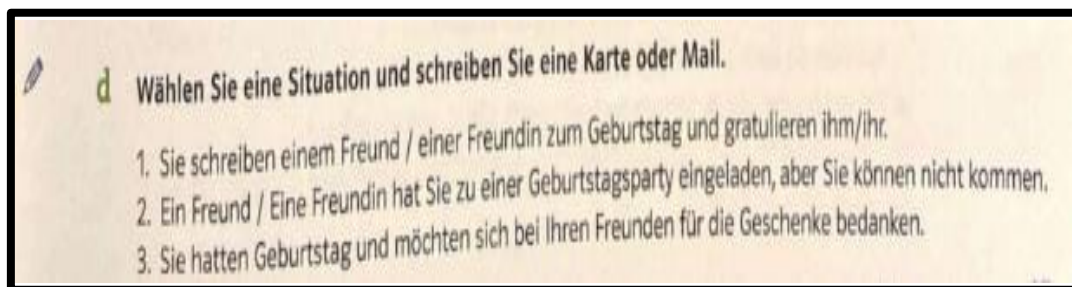 d Wählen Sie eine Situation und schreiben Sie eine Karte oder Mail.
1. Sie schreiben einem Freund / einer Freundin zum Geburtstag und gratulieren ihm/ihr.
2. Ein Freund / Eine Freundin hat Sie zu einer Geburtstagsparty eingeladen, aber Sie können nicht kommen.
3. Sie hatten Geburtstag und möchten sich bei Ihren Freunden für die Geschenke bedanken.